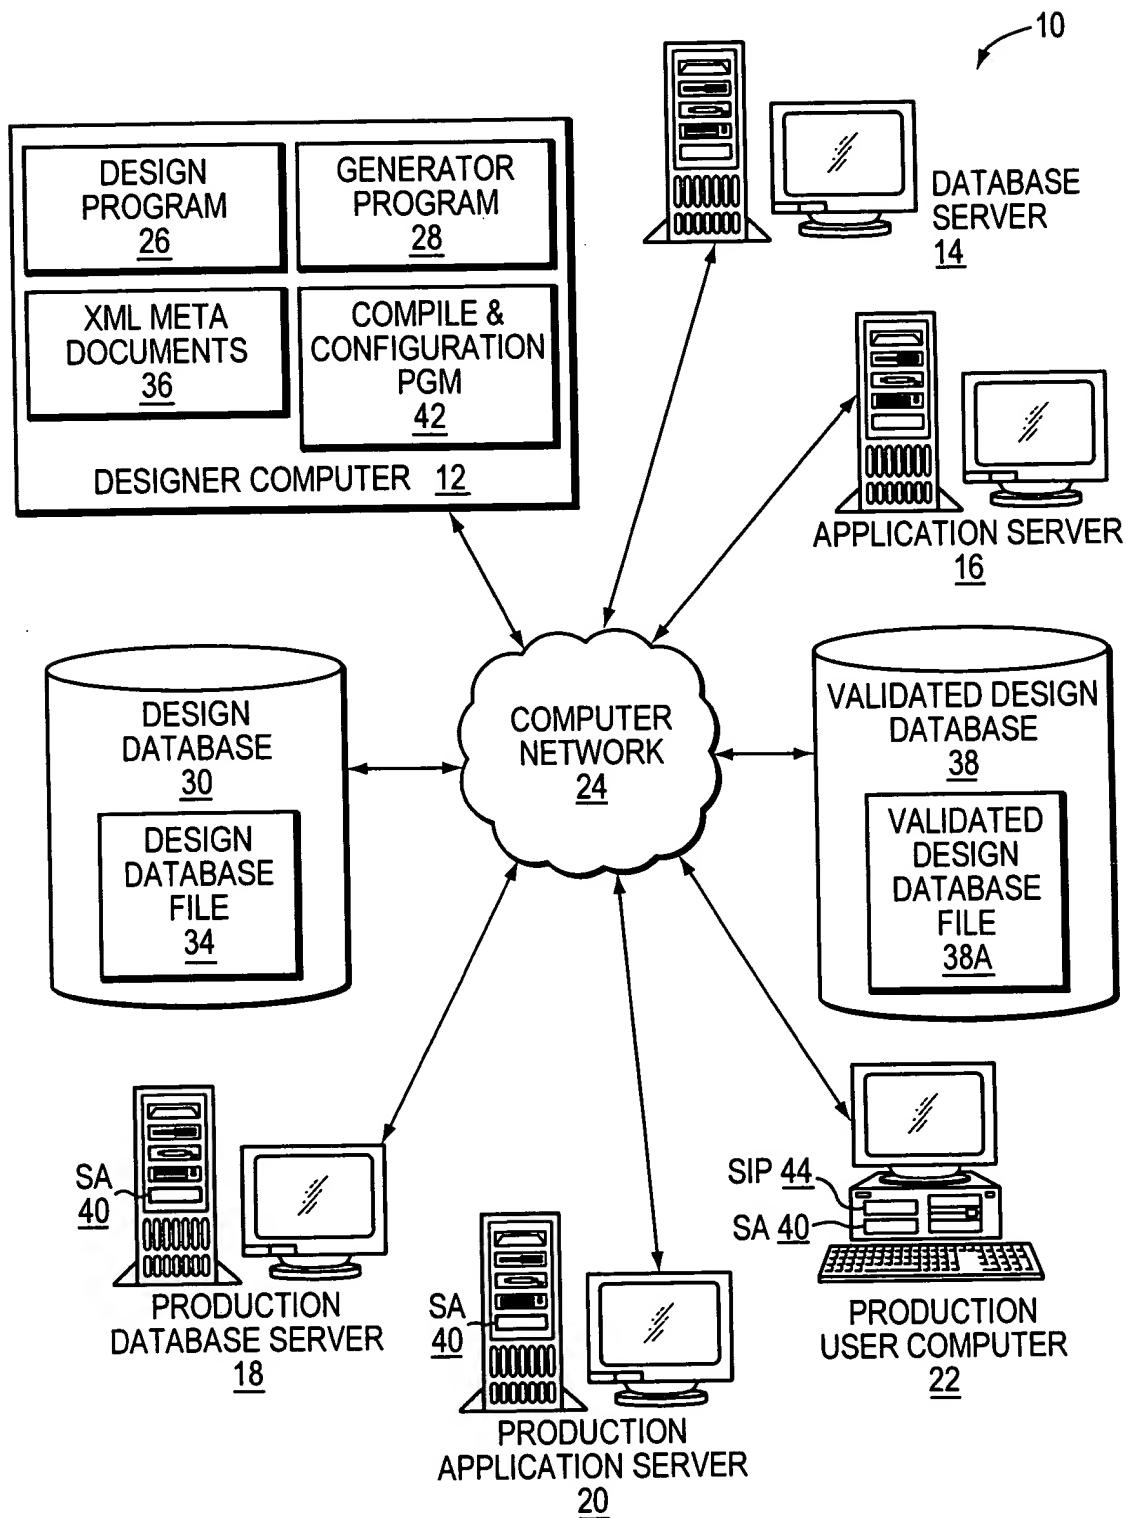 10
DESIGN
PROGRAM
26
GENERATOR
PROGRAM
28
XML META
DOCUMENTS
36
COMPILE &
CONFIGURATION
PGM
42
DESIGNER COMPUTER 12
DATABASE
SERVER
14
APPLICATION SERVER
16
DESIGN
DATABASE
30
DESIGN
DATABASE
FILE
34
COMPUTER
NETWORK
24
VALIDATED DESIGN
DATABASE
38
VALIDATED
DESIGN
DATABASE
FILE
38A
SA
40
PRODUCTION
DATABASE SERVER
18
SA
40
PRODUCTION
APPLICATION SERVER
20
SIP 44
SA 40
PRODUCTION
USER COMPUTER
22